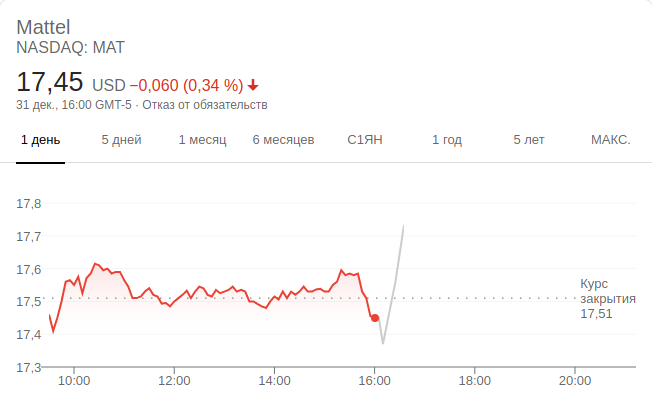 Mattel
NASDAQ: MAT
17,45 USD −0,060 (0,34 %)
31 дек., 16:00 GMT-5 · Отказ от обязательств
1 день 5 дней 1 месяц 6 месяцев С1ЯН 1 год 5 лет МАКС.
17,8
17,7
17,6
17,5
17,4
17,3
Курс
закрытия
17,51
10:00 12:00 14:00 16:00 18:00 20:00